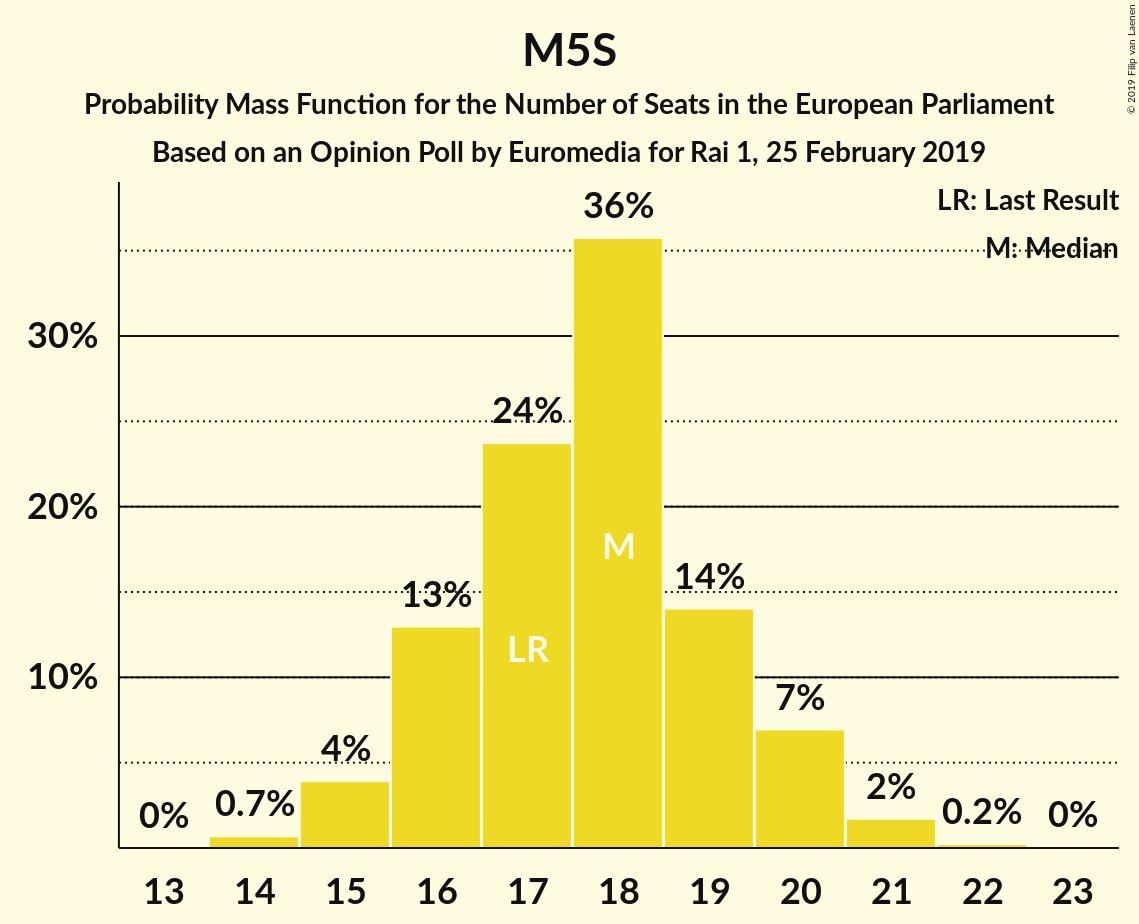 M5S
Probability Mass Function for the Number of Seats in the European Parliament
Based on an Opinion Poll by Euromedia for Rai 1, 25 February 2019
© 2019 Filip van Laenen
LR: Last Result
M: Median
36%
30%
24%
20%
M
14%
13%
LR
10%
7%
4%
2%
0%
0.7%
0.2%
0%
13 14 15 16 17 18 19 20 21 22 23